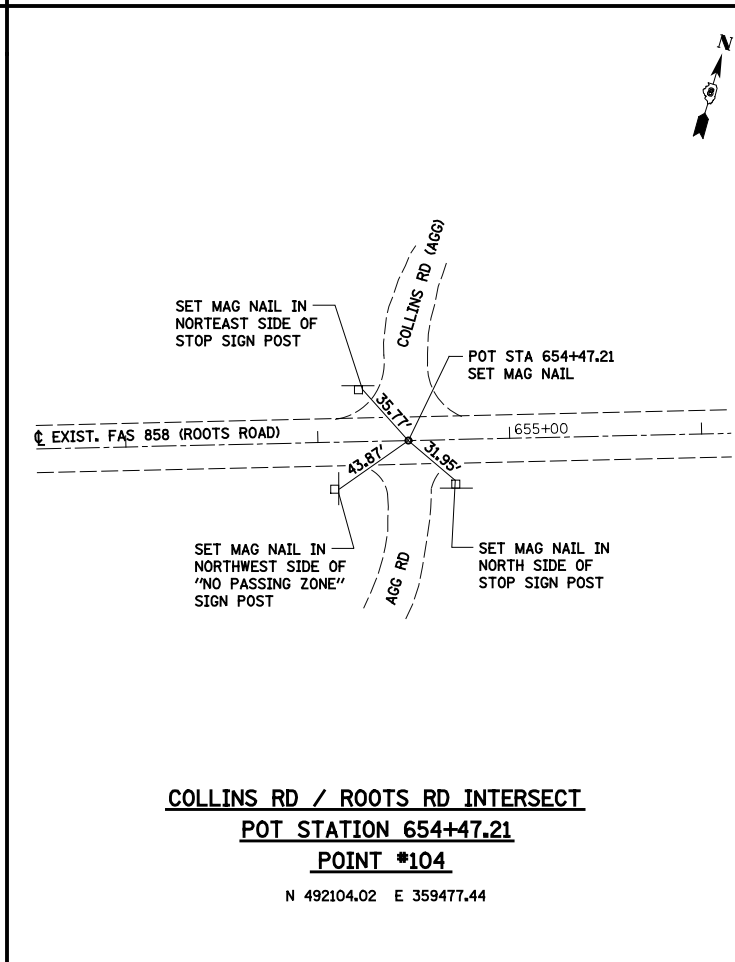 N
COLLINS RD (AGG)
SET MAG NAIL IN
NORTEAST SIDE OF
STOP SIGN POST
POT STA 654+47.21
SET MAG NAIL
35.77'
℄ EXIST. FAS 858 (ROOTS ROAD)
655+00
43.87'
31.95'
SET MAG NAIL IN
NORTHWEST SIDE OF
"NO PASSING ZONE"
SIGN POST
AGG RD
SET MAG NAIL IN
NORTH SIDE OF
STOP SIGN POST
COLLINS RD / ROOTS RD INTERSECT
POT STATION 654+47.21
POINT #104
N 492104.02 E 359477.44